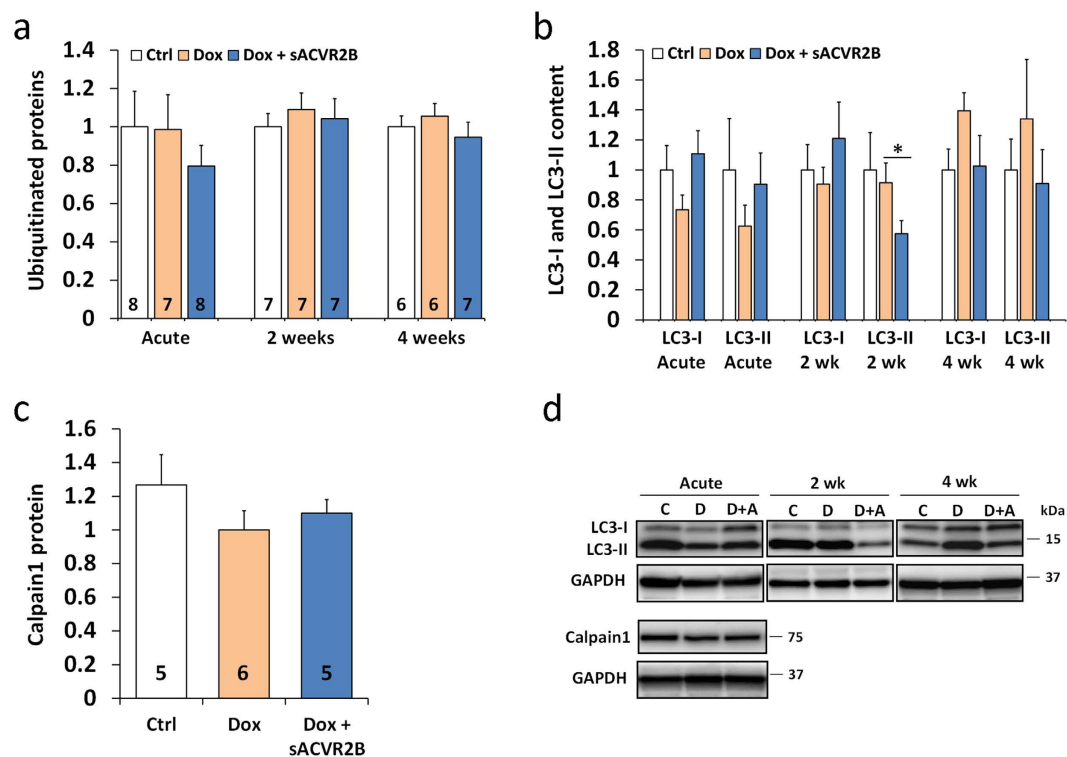 a
Ubiquitinated proteins
1.4
1.2
1
0.8
0.6
0.4
0.2
0
Ctrl Dox Dox + sACVR2B
8 7 8 7 7 7 6 6 7
Acute 2 weeks 4 weeks
b
LC3-I and LC3-II content
1.8
1.6
1.4
1.2
1
0.8
0.6
0.4
0.2
0
Ctrl Dox Dox + sACVR2B
*
LC3-I LC3-II LC3-I LC3-II LC3-I LC3-II
Acute Acute 2 wk 2 wk 4 wk 4 wk
c
Calpain1 protein
1.6
1.4
1.2
1
0.8
0.6
0.4
0.2
0
5 6 5
Ctrl Dox Dox +
sACVR2B
d
Acute 2 wk 4 wk
C D D+A C D D+A C D D+A kDa
LC3-I
15
LC3-II
GAPDH 37
Calpain1 75
GAPDH 37